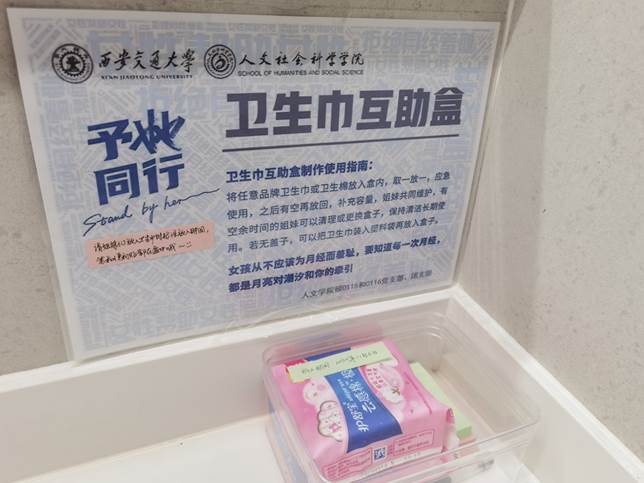 西安交通大学
XI'AN JIAOTONG UNIVERSITY
人文社会科学学院
SCHOOL OF HUMANITIES AND SOCIAL SCIENCE
卫生巾互助盒
予她
同行
Stand by her
卫生巾互助盒制作使用指南:
将任意品牌卫生巾或卫生棉放入盒内，取一放一，应急
使用，之后有空再放回，补充容量，姐妹共同维护，有
空余时间的姐妹可以清理或更换盒子，保持清洁长期使
用。若无盖子，可以把卫生巾装入塑料袋再放入盒子。
女孩从不应该为月经而羞耻，要知道每一次月经，
都是月亮对潮汐和你的牵引
护舒宝